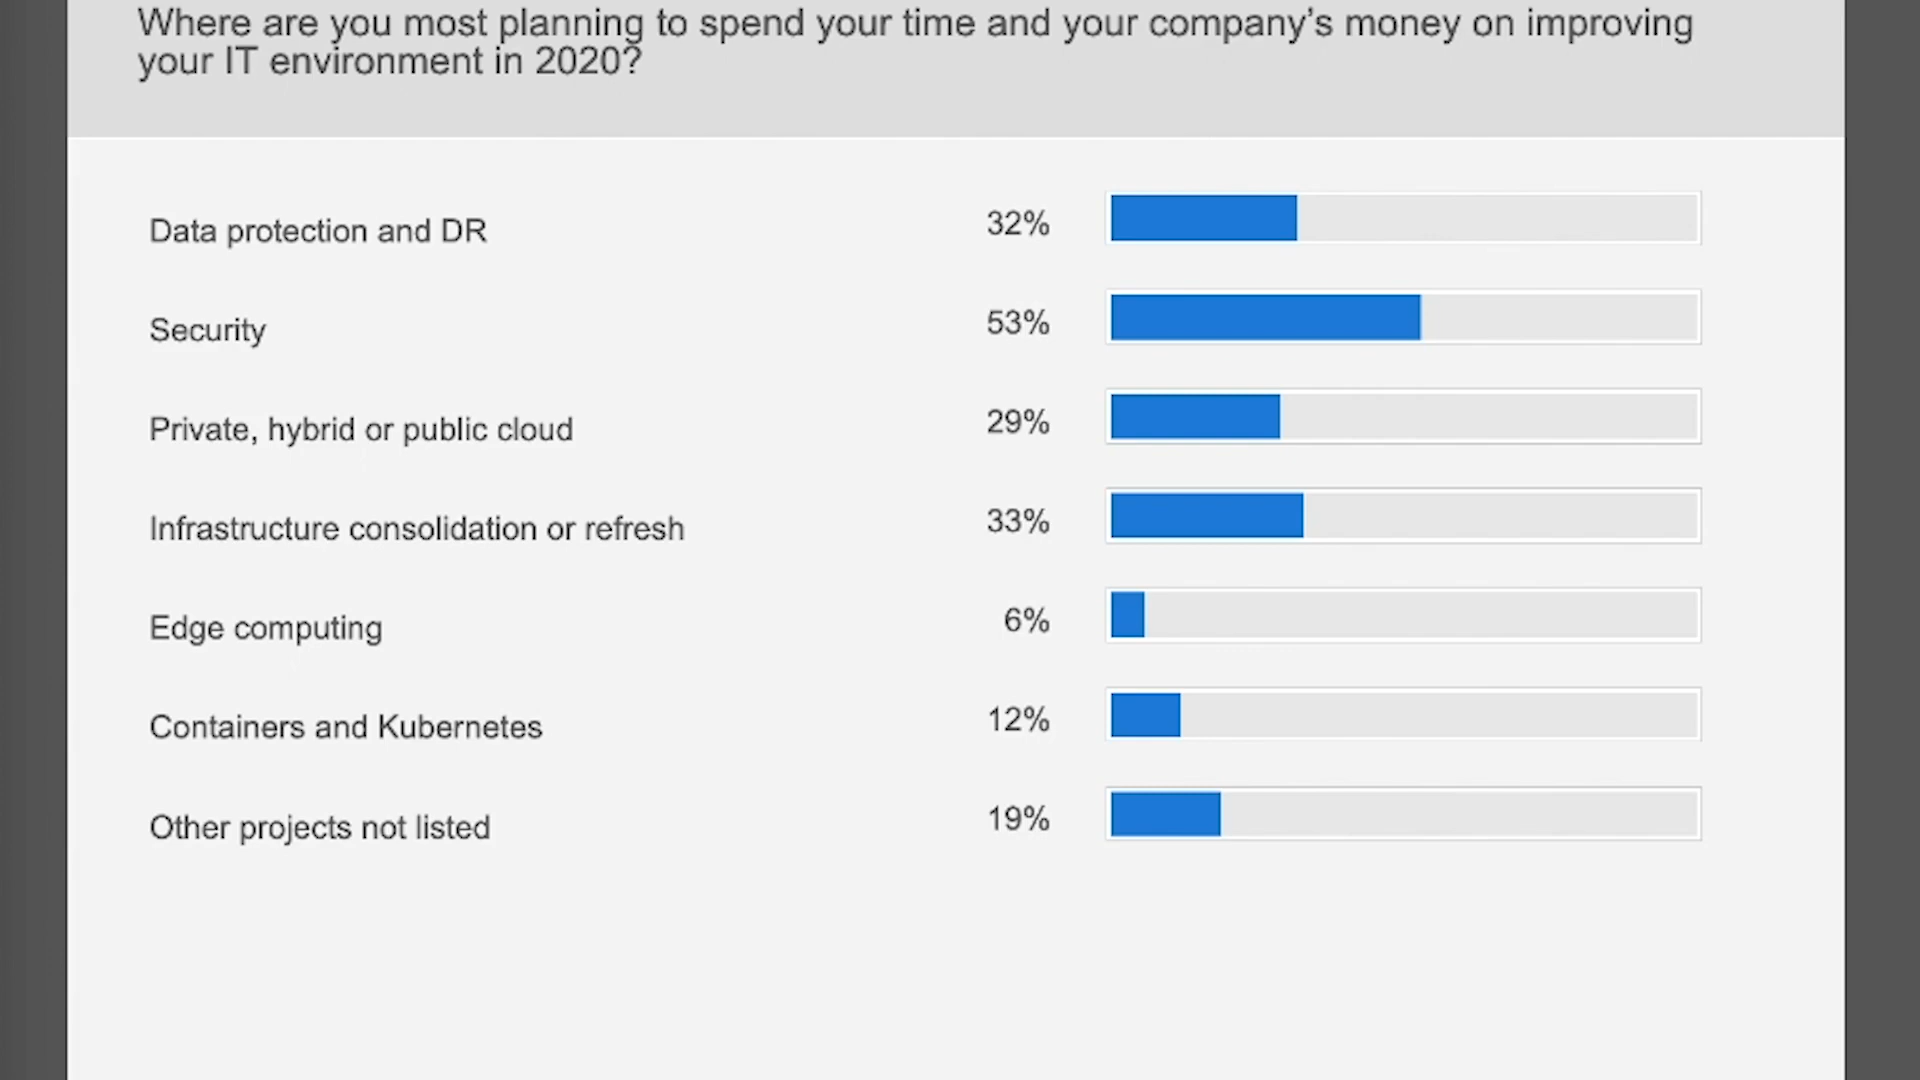 Where are you most planning to spend your time and your company’s money on improving
your IT environment in 2020?
Data protection and DR 32%
Security 53%
Private, hybrid or public cloud 29%
Infrastructure consolidation or refresh 33%
Edge computing 6%
Containers and Kubernetes 12%
Other projects not listed 19%